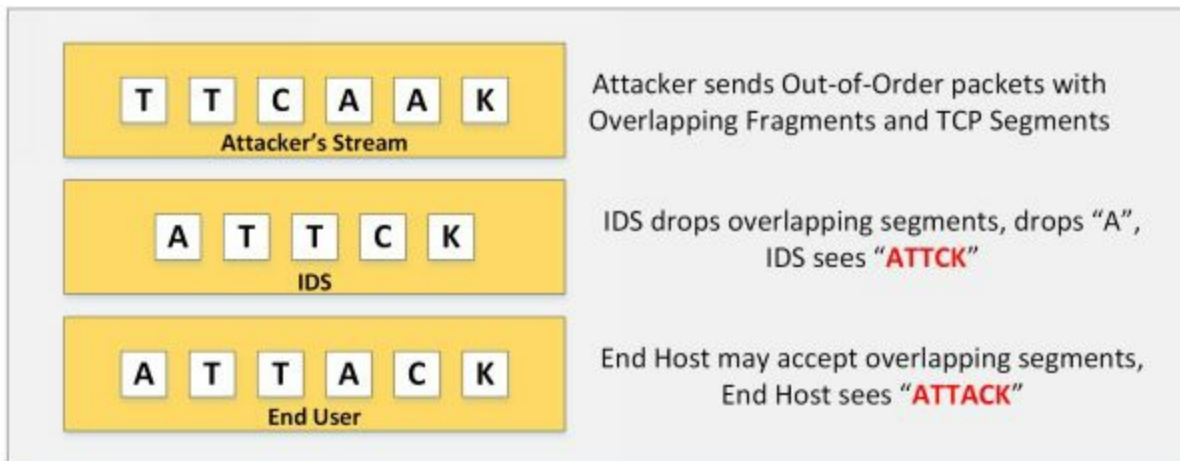 T T C A A K
Attacker's Stream
Attacker sends Out-of-Order packets with
Overlapping Fragments and TCP Segments
A T T C K
IDS
IDS drops overlapping segments, drops “A”,
IDS sees “ATTCK”
A T T A C K
End User
End Host may accept overlapping segments,
End Host sees “ATTACK”